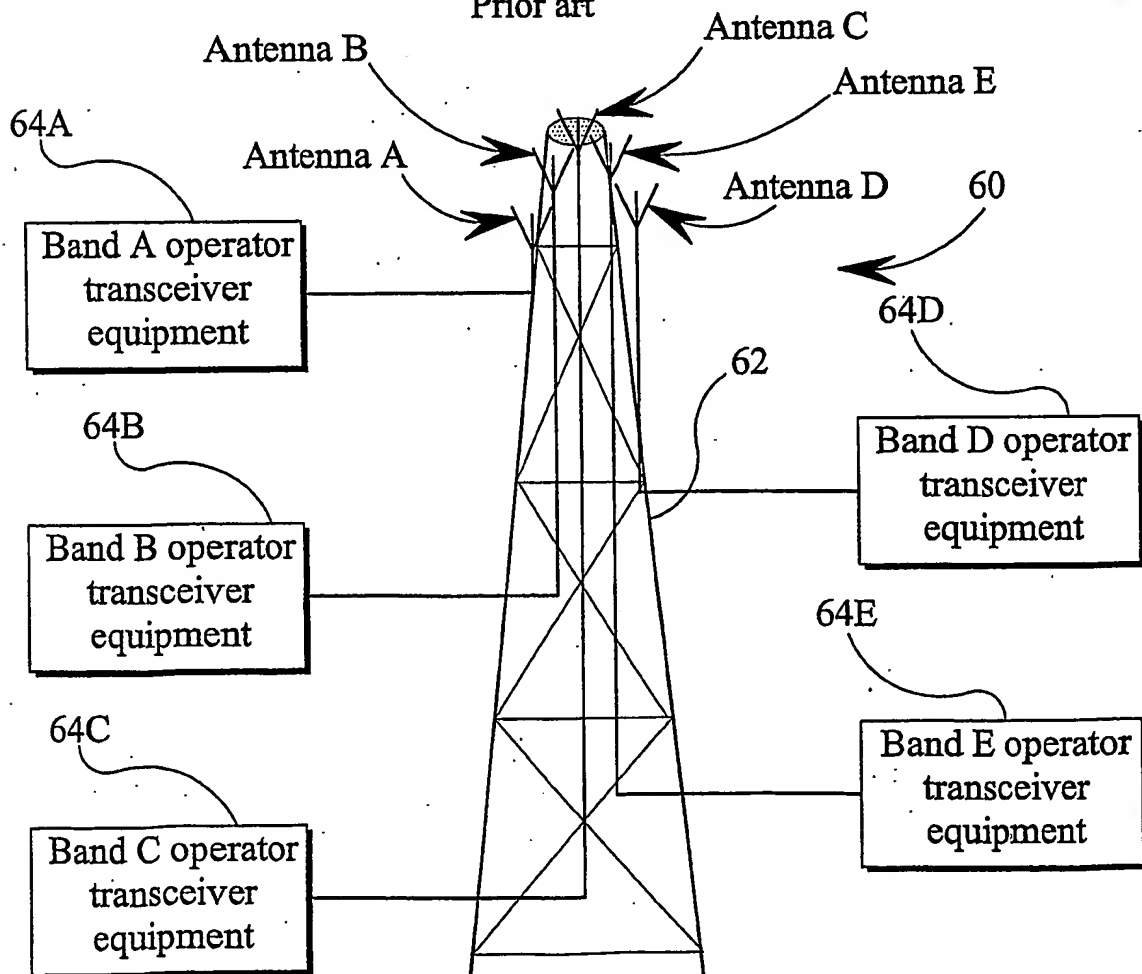 Prior art
Antenna C
Antenna B
Antenna E
64A
Antenna A
Antenna D
60
Band A operator
transceiver
equipment
64D
62
64B
Band D operator
transceiver
equipment
Band B operator
transceiver
equipment
64E
64C
Band E operator
transceiver
equipment
Band C operator
transceiver
equipment